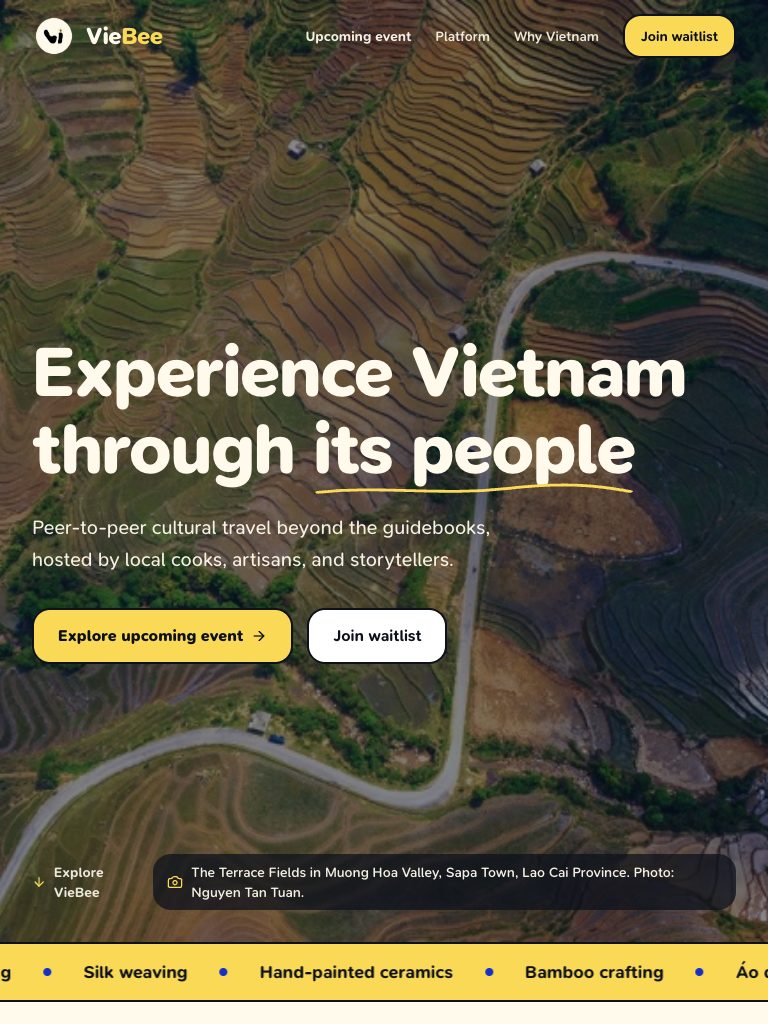 VieBee
Upcoming event
Platform
Why Vietnam
Join waitlist
Experience Vietnam
through its people
Peer-to-peer cultural travel beyond the guidebooks,
hosted by local cooks, artisans, and storytellers.
Explore upcoming event →
Join waitlist
↓ Explore
VieBee
The Terrace Fields in Muong Hoa Valley, Sapa Town, Lao Cai Province. Photo:
Nguyen Tan Tuan.
g • Silk weaving • Hand-painted ceramics • Bamboo crafting • Áo